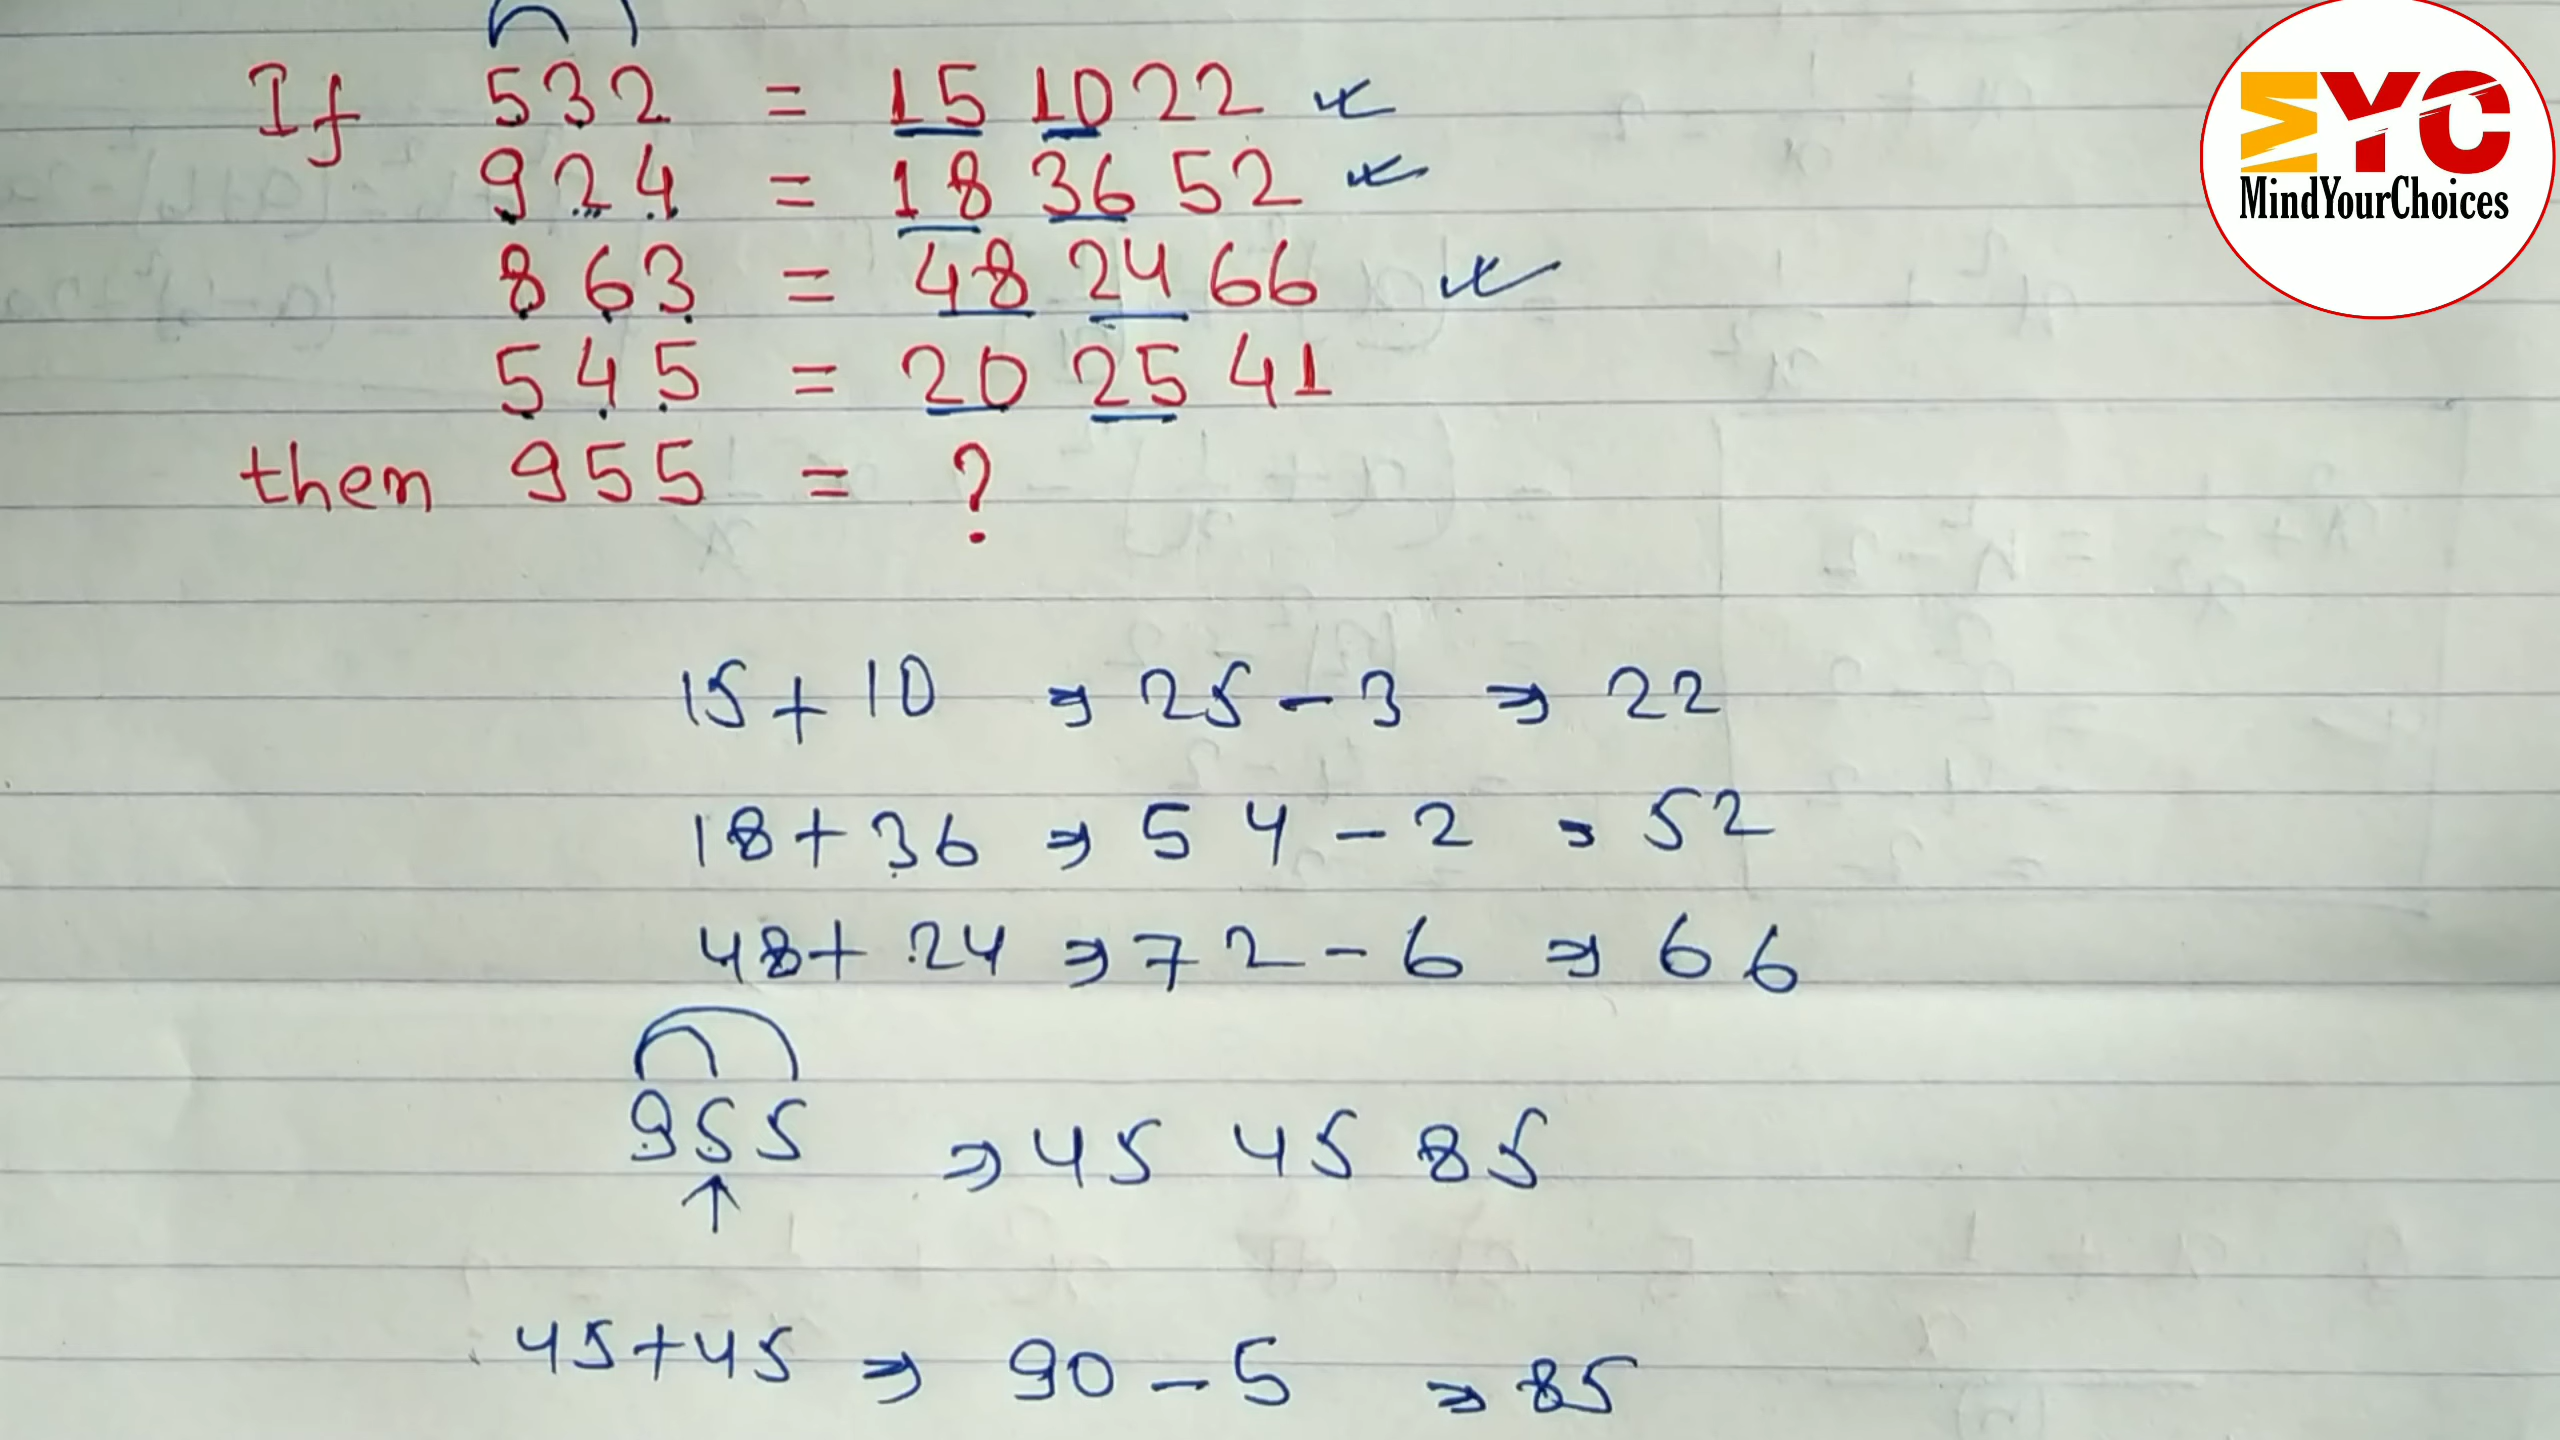 If 532 = 15 10 22
924 = 18 36 52
863 = 48 24 66
545 = 20 25 41
then 955 = ?
15 + 10 ⇒ 25 - 3 ⇒ 22
18 + 36 ⇒ 54 - 2 = 52
48 + 24 ⇒ 72 - 6 ⇒ 66
955 ⇒ 45 45 85
↑
45 + 45 ⇒ 90 - 5 ⇒ 85
MYC
MindYourChoices